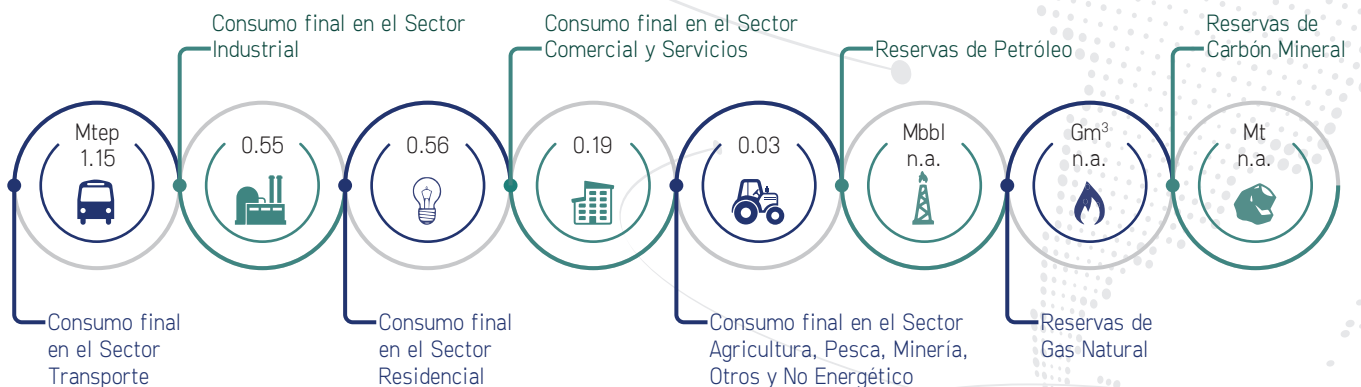 Consumo final en el Sector
Industrial
Consumo final en el Sector
Comercial y Servicios
Reservas de Petróleo
Reservas de
Carbón Mineral
Mtep
1.15
0.55
0.56
0.19
0.03
Mbbl
n.a.
Gm³
n.a.
Mt
n.a.
Consumo final
en el Sector
Transporte
Consumo final
en el Sector
Residencial
Consumo final en el Sector
Agricultura, Pesca, Minería,
Otros y No Energético
Reservas de
Gas Natural